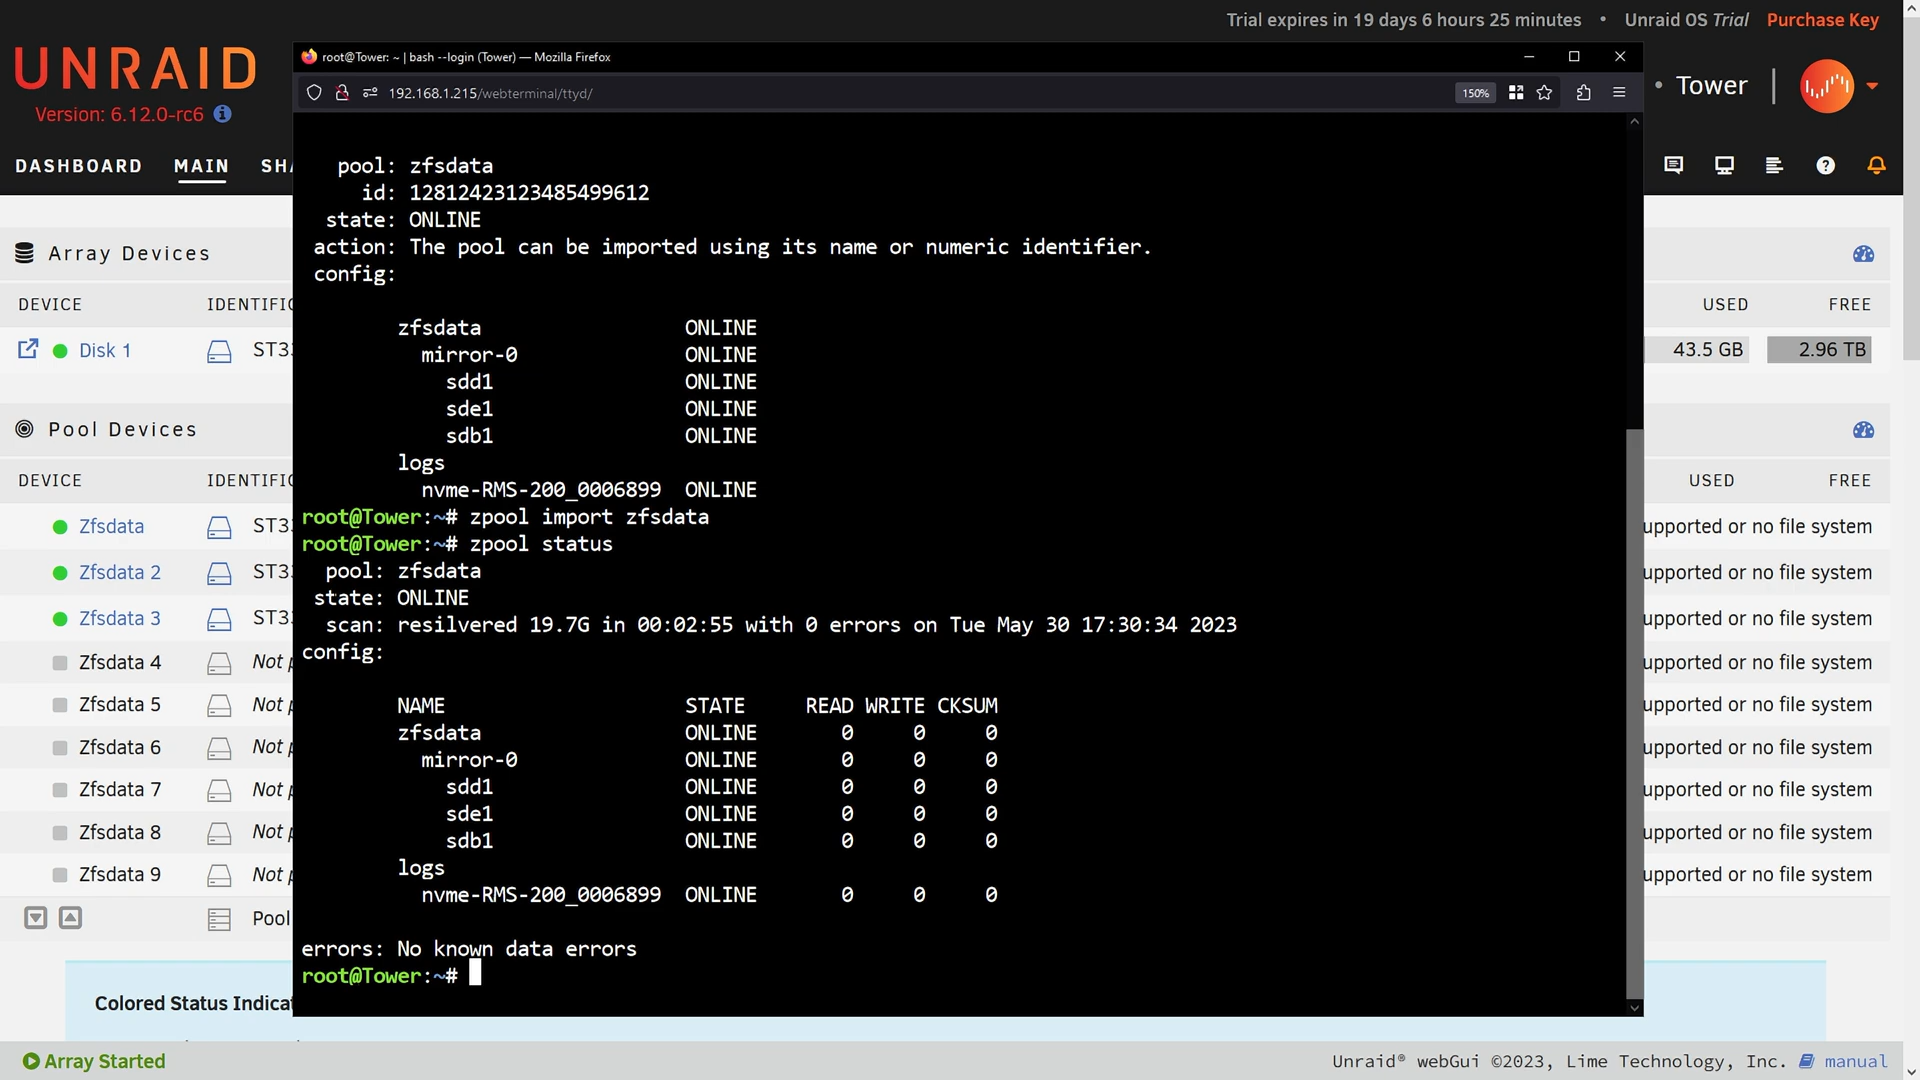 Trial expires in 19 days 6 hours 25 minutes • Unraid OS Trial Purchase Key
UNRAID
Version: 6.12.0-rc6
• Tower
DASHBOARD MAIN
root@Tower: ~ | bash --login (Tower) — Mozilla Firefox
192.168.1.215/webterminal/ttyd/
150%
Array Devices
DEVICE
USED FREE
Disk 1
43.5 GB 2.96 TB
Pool Devices
DEVICE
USED FREE
Zfsdata
upported or no file system
Zfsdata 2
upported or no file system
Zfsdata 3
upported or no file system
Zfsdata 4 Not
upported or no file system
Zfsdata 5 Not
upported or no file system
Zfsdata 6 Not
upported or no file system
Zfsdata 7 Not
upported or no file system
Zfsdata 8 Not
upported or no file system
Zfsdata 9 Not
upported or no file system
Pool
Colored Status
pool: zfsdata
id: 12812423123485499612
state: ONLINE
action: The pool can be imported using its name or numeric identifier.
config:
zfsdata ONLINE
mirror-0 ONLINE
sdd1 ONLINE
sde1 ONLINE
sdb1 ONLINE
logs
nvme-RMS-200_0006899 ONLINE
root@Tower:~# zpool import zfsdata
root@Tower:~# zpool status
pool: zfsdata
state: ONLINE
scan: resilvered 19.7G in 00:02:55 with 0 errors on Tue May 30 17:30:34 2023
config:
NAME STATE READ WRITE CKSUM
zfsdata ONLINE 0 0 0
mirror-0 ONLINE 0 0 0
sdd1 ONLINE 0 0 0
sde1 ONLINE 0 0 0
sdb1 ONLINE 0 0 0
logs
nvme-RMS-200_0006899 ONLINE 0 0 0
errors: No known data errors
root@Tower:~#
Array Started
Unraid® webGui ©2023, Lime Technology, Inc. manual